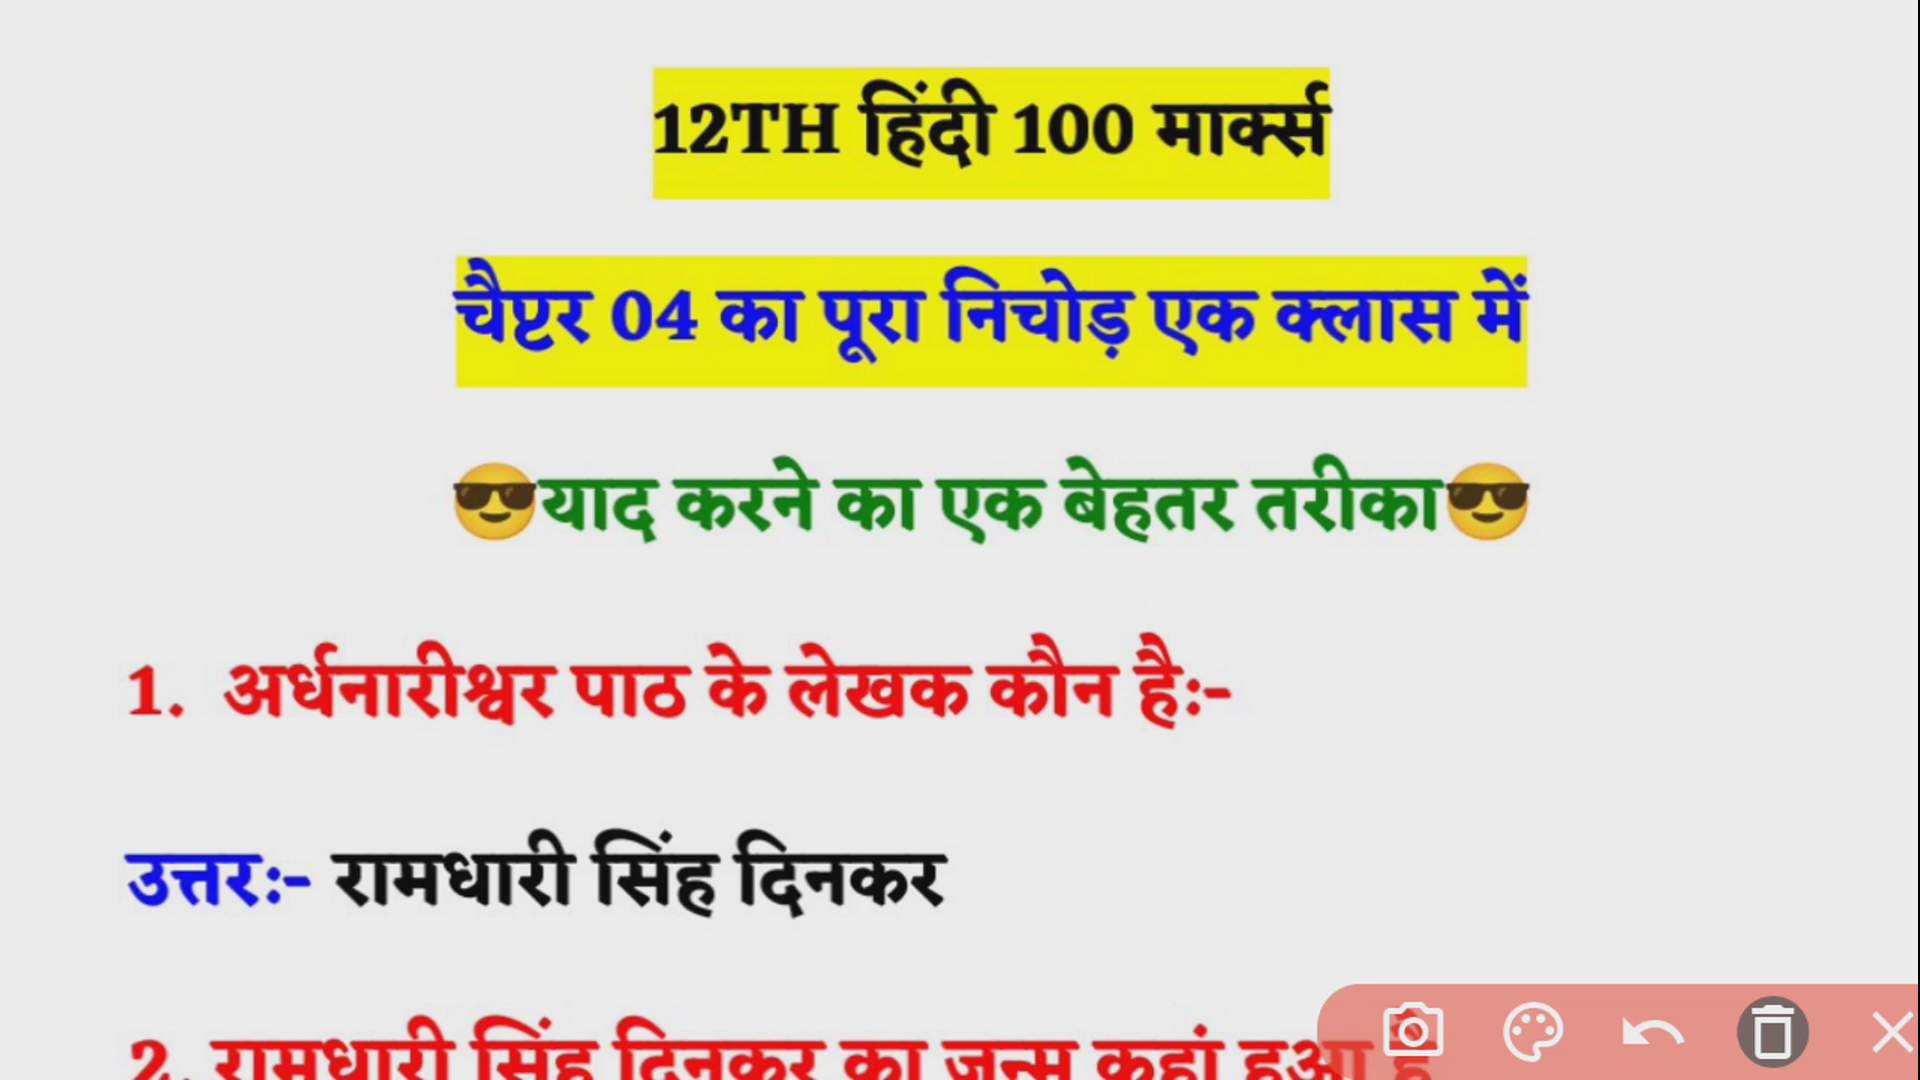 12TH हिंदी 100 मार्क्स
चैप्टर 04 का पूरा निचोड़ एक क्लास में
😎याद करने का एक बेहतर तरीका😎
1. अर्धनारीश्वर पाठ के लेखक कौन है:-
उत्तर:- रामधारी सिंह दिनकर
2. रामधारी सिंह दिनकर का जन्म कहां हुआ है